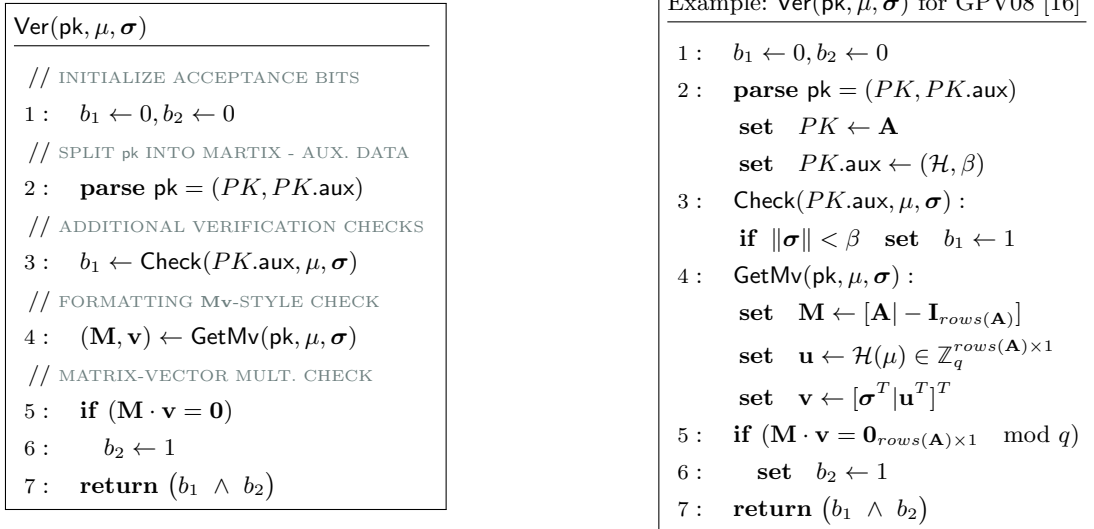 Ver(pk, μ, σ)
// INITIALIZE ACCEPTANCE BITS
1 : b₁ ← 0, b₂ ← 0
// SPLIT pk INTO MARTIX - AUX. DATA
2 : parse pk = (PK, PK.aux)
// ADDITIONAL VERIFICATION CHECKS
3 : b₁ ← Check(PK.aux, μ, σ)
// FORMATTING Mv-STYLE CHECK
4 : (M, v) ← GetMv(pk, μ, σ)
// MATRIX-VECTOR MULT. CHECK
5 : if (M · v = 0)
6 : b₂ ← 1
7 : return (b₁ ∧ b₂)
Example: Ver(pk, μ, σ) for GPV08 [16]
1 : b₁ ← 0, b₂ ← 0
2 : parse pk = (PK, PK.aux)
set PK ← A
set PK.aux ← (ℋ, β)
3 : Check(PK.aux, μ, σ) :
if ‖σ‖ < β set b₁ ← 1
4 : GetMv(pk, μ, σ) :
set M ← [A| − I_{rows(A)}]
set u ← ℋ(μ) ∈ ℤ_q^{rows(A)×1}
set v ← [σ^T|u^T]^T
5 : if (M · v = 0_{rows(A)×1} mod q)
6 : set b₂ ← 1
7 : return (b₁ ∧ b₂)